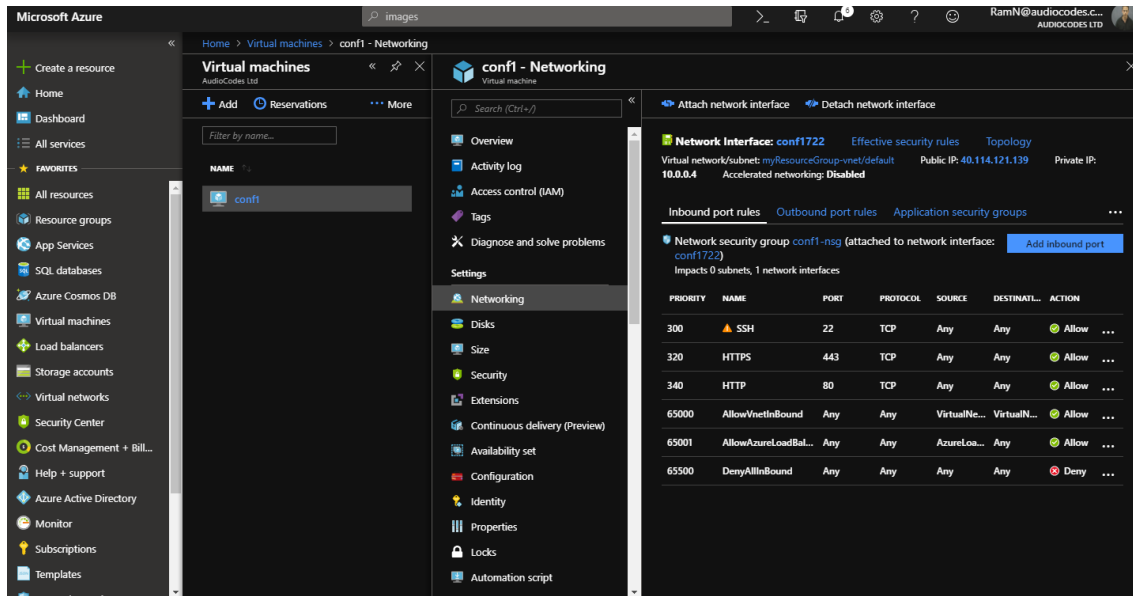 Microsoft Azure
images
>_
6
?
RamN@audiocodes.c...
AUDIOCODES LTD
Create a resource
Home
Dashboard
All services
FAVORITES
All resources
Resource groups
App Services
SQL databases
Azure Cosmos DB
Virtual machines
Load balancers
Storage accounts
Virtual networks
Security Center
Cost Management + Bill...
Help + support
Azure Active Directory
Monitor
Subscriptions
Templates
Home > Virtual machines > conf1 - Networking
Virtual machines
AudioCodes Ltd
Add Reservations ... More
Filter by name...
NAME
conf1
conf1 - Networking
Virtual machine
Search (Ctrl+/)
Overview
Activity log
Access control (IAM)
Tags
Diagnose and solve problems
Settings
Networking
Disks
Size
Security
Extensions
Continuous delivery (Preview)
Availability set
Configuration
Identity
Properties
Locks
Automation script
Attach network interface Detach network interface
Network Interface: conf1722 Effective security rules Topology
Virtual network/subnet: myResourceGroup-vnet/default Public IP: 40.114.121.139 Private IP:
10.0.0.4 Accelerated networking: Disabled
Inbound port rules Outbound port rules Application security groups ...
Network security group conf1-nsg (attached to network interface:
conf1722)
Impacts 0 subnets, 1 network interfaces
Add inbound port
PRIORITY NAME PORT PROTOCOL SOURCE DESTINATI... ACTION
300 SSH 22 TCP Any Any Allow ...
320 HTTPS 443 TCP Any Any Allow ...
340 HTTP 80 TCP Any Any Allow ...
65000 AllowVnetInBound Any Any VirtualNe... VirtualN... Allow ...
65001 AllowAzureLoadBal... Any Any AzureLoa... Any Allow ...
65500 DenyAllInBound Any Any Any Any Deny ...